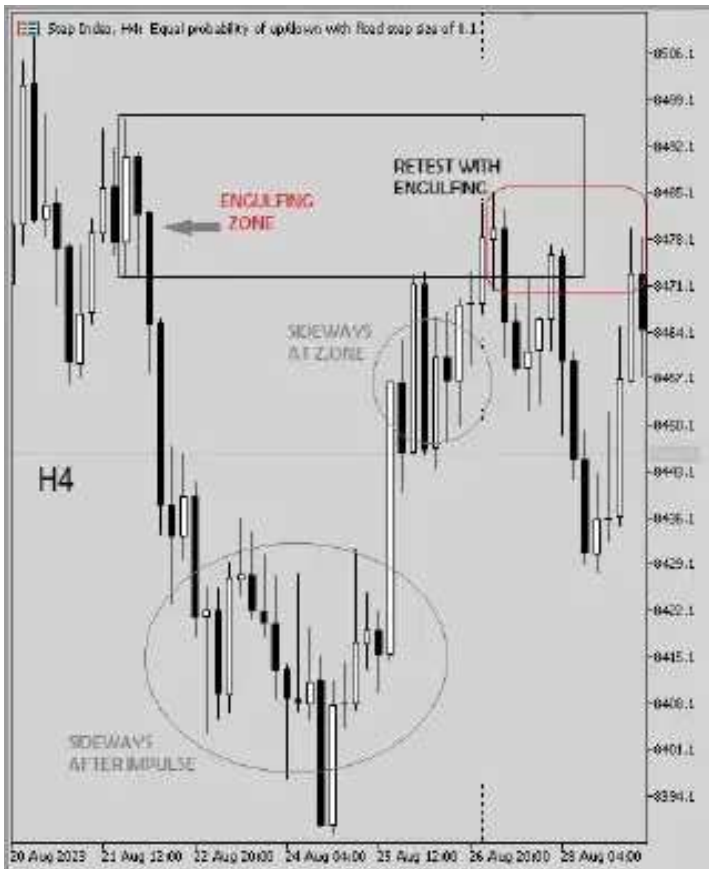 Step Index, H4: Equal probability of up/down with fixed step size of 0.1
8506.1
8499.1
8492.1
RETEST WITH
ENGULFING
8485.1
ENGULFING
ZONE
8478.1
8471.1
SIDEWAYS
AT ZONE
8464.1
8457.1
8450.1
H4
8443.1
8436.1
8429.1
8422.1
8415.1
8408.1
SIDEWAYS
AFTER IMPULSE
8401.1
8394.1
20 Aug 2023 21 Aug 12:00 22 Aug 20:00 24 Aug 04:00 25 Aug 12:00 26 Aug 20:00 28 Aug 04:00